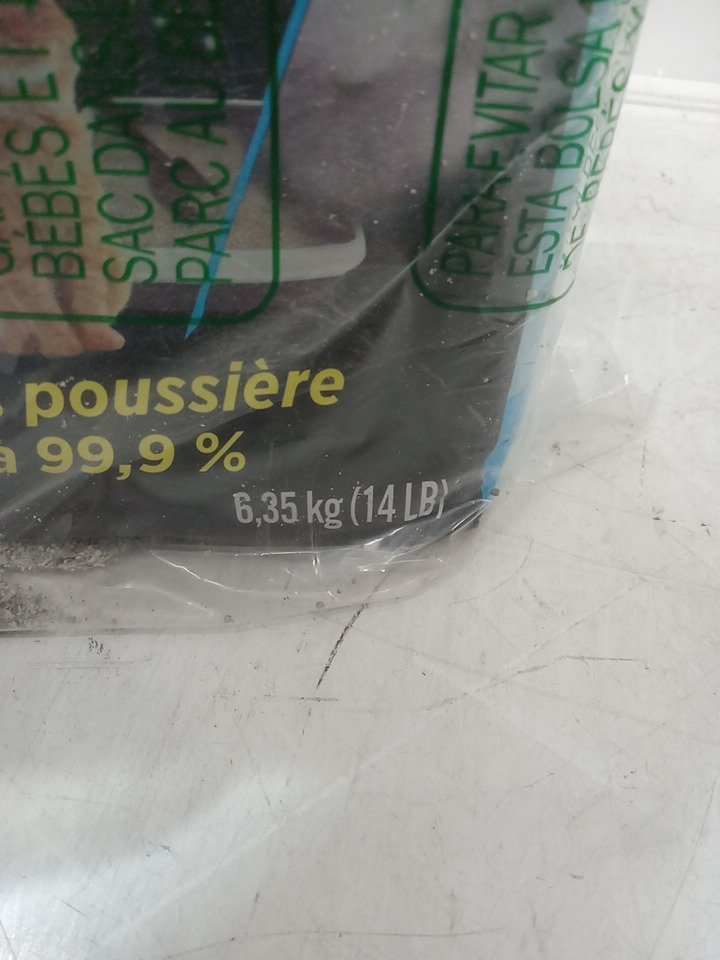 BÉBÉS ET
SAC DANS
PARC AU
PARA EVITAR
ESTA BOLSA
poussière
à 99,9 %
6,35 kg (14 LB)